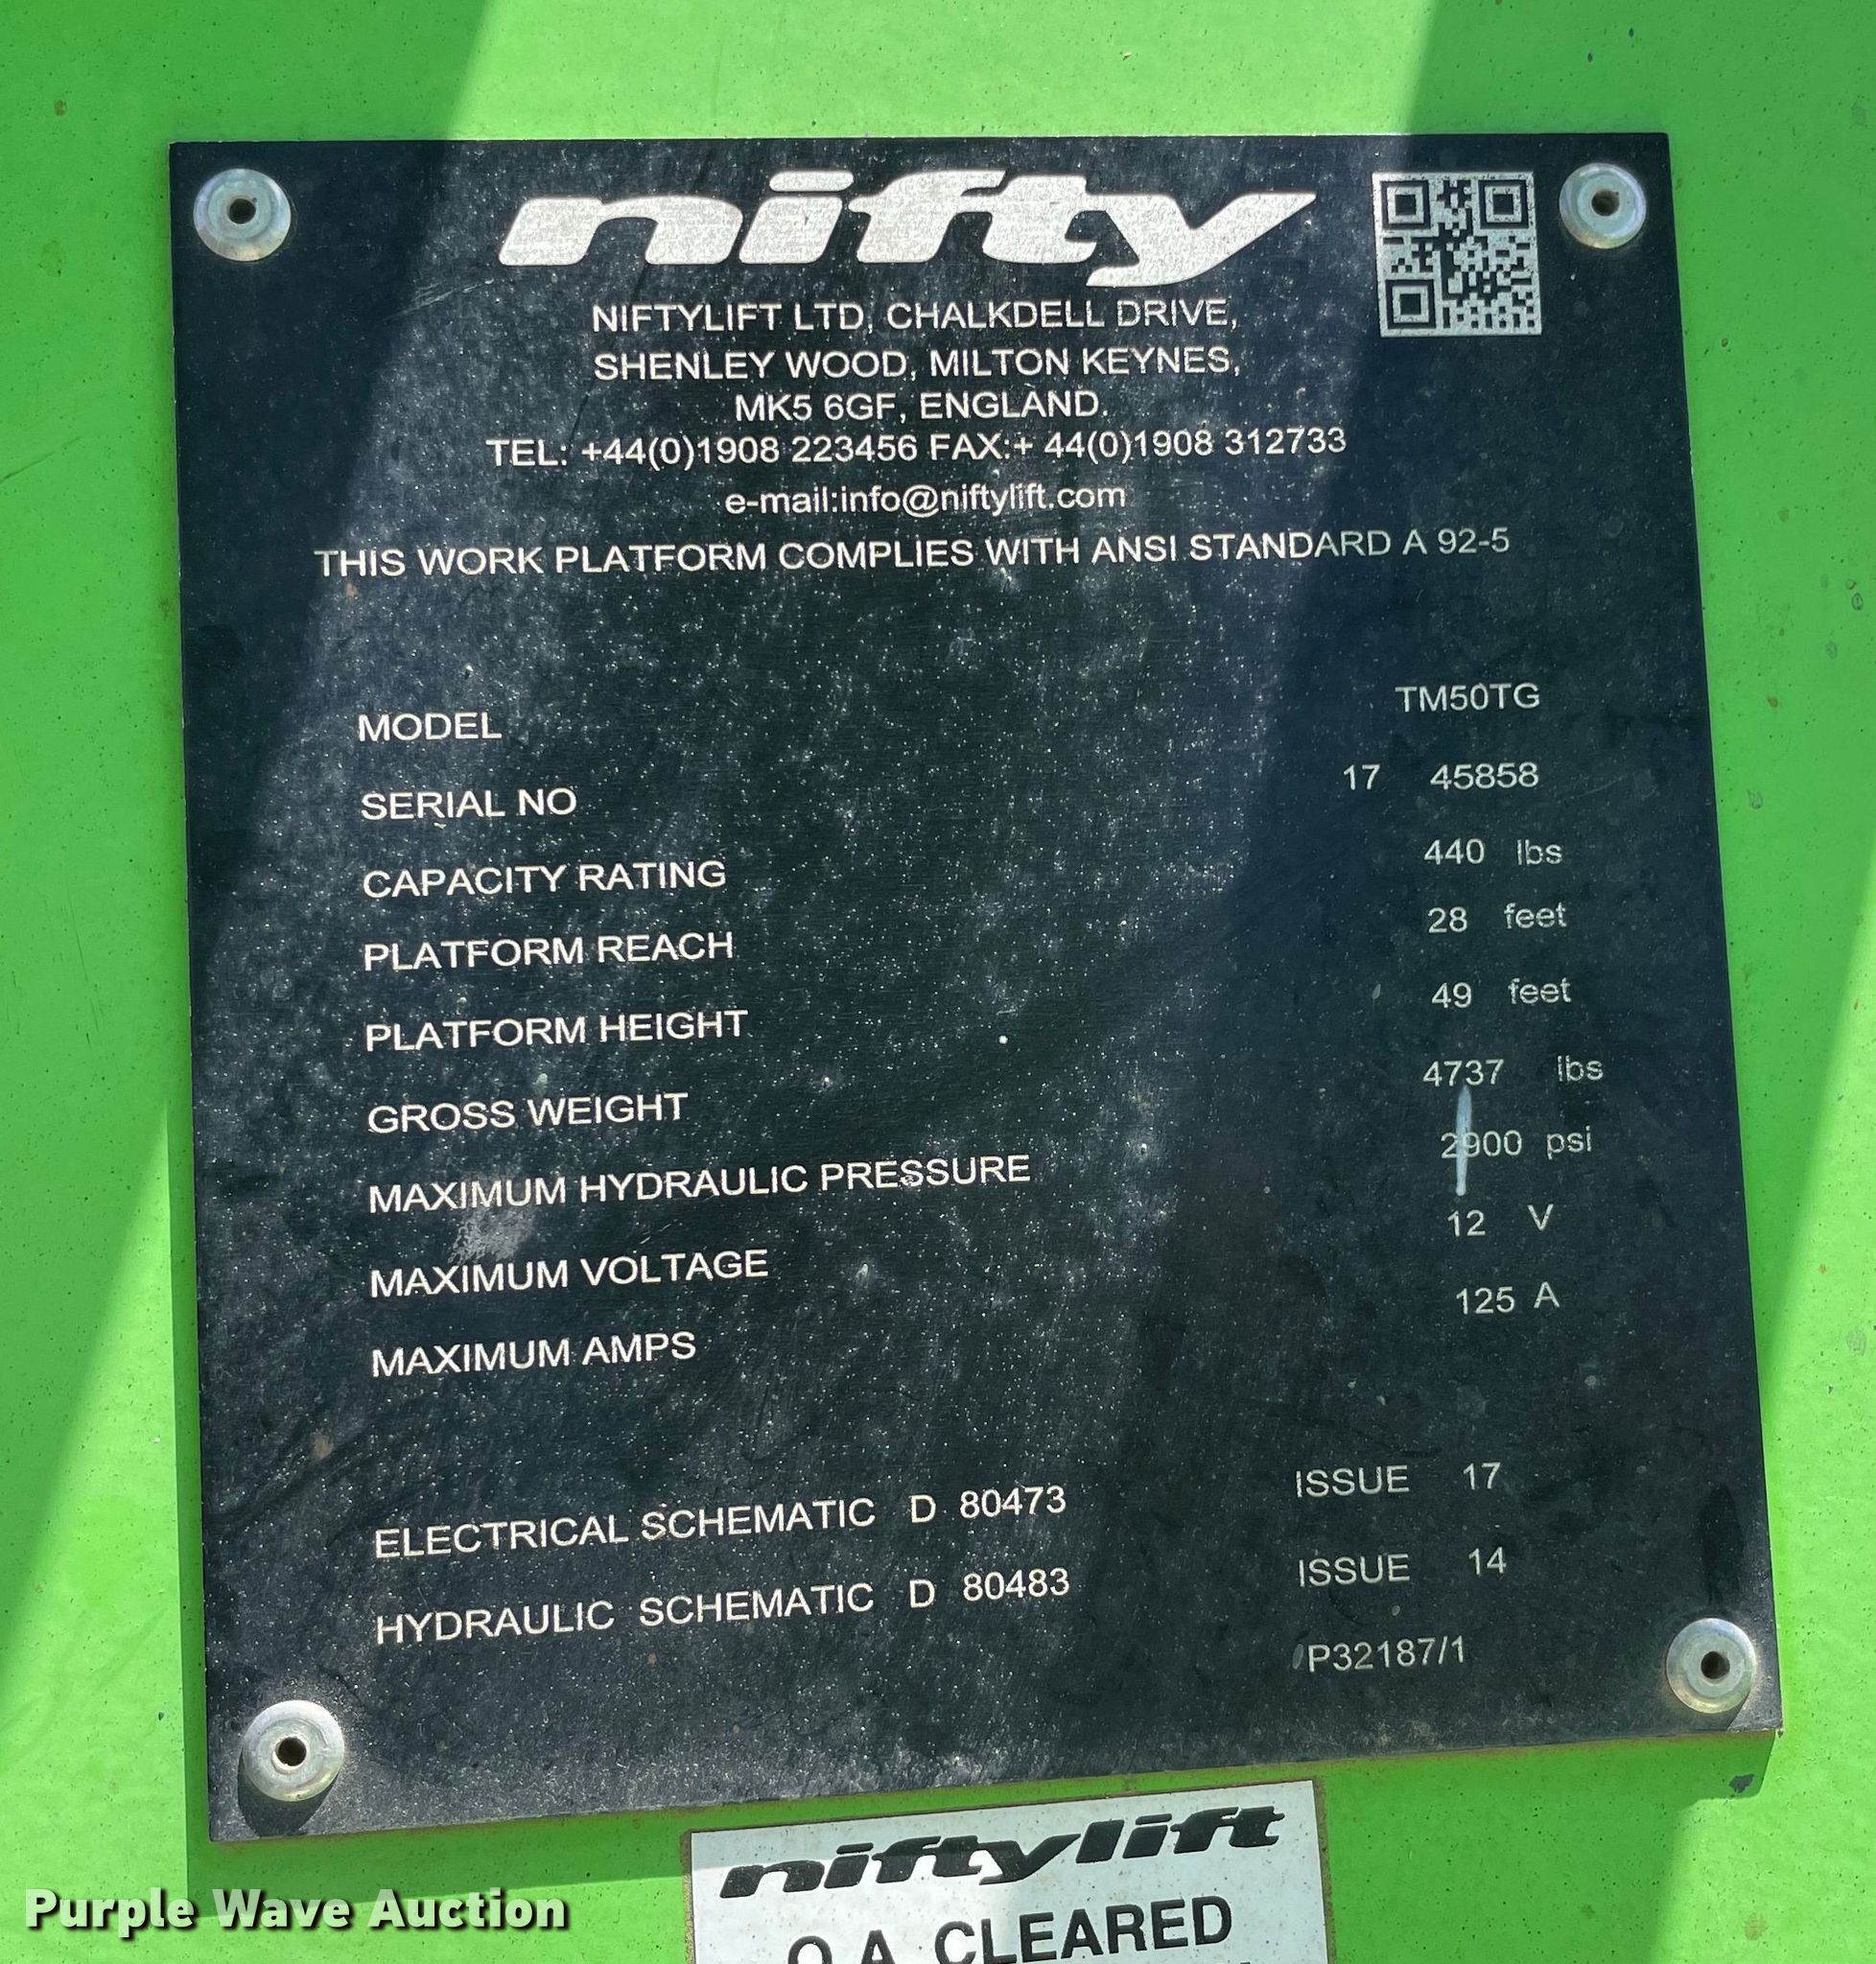 nifty
NIFTYLIFT LTD, CHALKDELL DRIVE,
SHENLEY WOOD, MILTON KEYNES,
MK5 6GF, ENGLAND.
TEL: +44(0)1908 223456 FAX:+ 44(0)1908 312733
e-mail:info@niftylift.com
THIS WORK PLATFORM COMPLIES WITH ANSI STANDARD A 92-5
MODEL TM50TG
SERIAL NO 17 45858
CAPACITY RATING 440 lbs
PLATFORM REACH 28 feet
PLATFORM HEIGHT 49 feet
GROSS WEIGHT 4737 lbs
MAXIMUM HYDRAULIC PRESSURE 2900 psi
MAXIMUM VOLTAGE 12 V
MAXIMUM AMPS 125 A
ELECTRICAL SCHEMATIC D 80473 ISSUE 17
HYDRAULIC SCHEMATIC D 80483 ISSUE 14
P32187/1
niftylift
Q.A. CLEARED
Purple Wave Auction